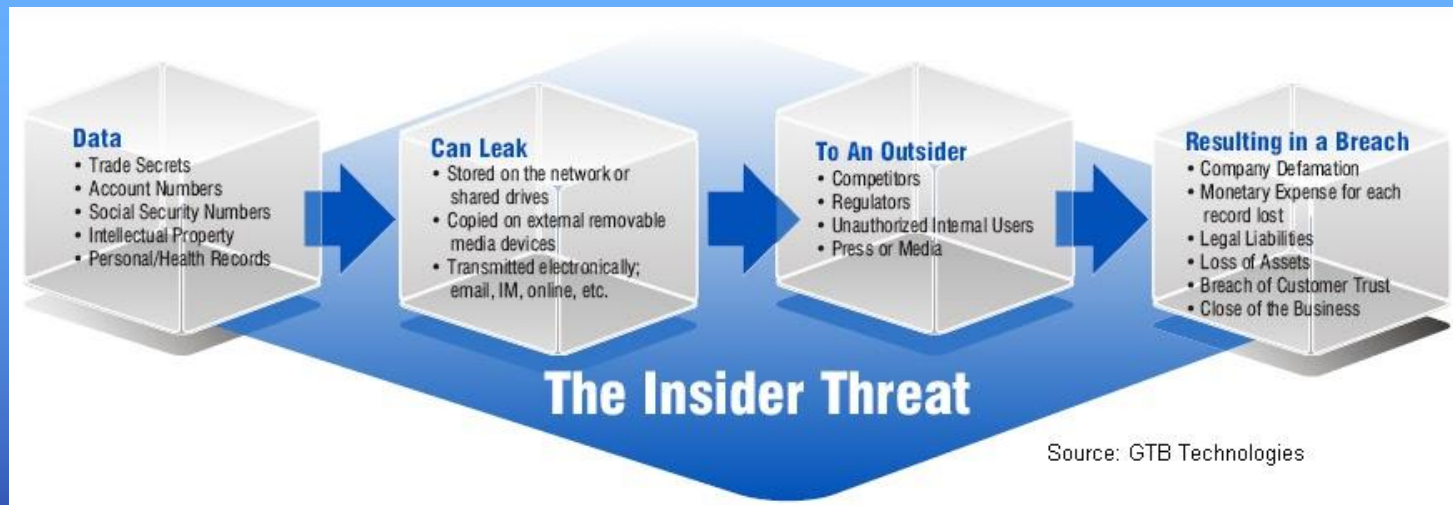 Data
• Trade Secrets
• Account Numbers
• Social Security Numbers
• Intellectual Property
• Personal/Health Records
Can Leak
• Stored on the network or
shared drives
• Copied on external removable
media devices
• Transmitted electronically;
email, IM, online, etc.
To An Outsider
• Competitors
• Regulators
• Unauthorized Internal Users
• Press or Media
Resulting in a Breach
• Company Defamation
• Monetary Expense for each
record lost
• Legal Liabilities
• Loss of Assets
• Breach of Customer Trust
• Close of the Business
The Insider Threat
Source: GTB Technologies